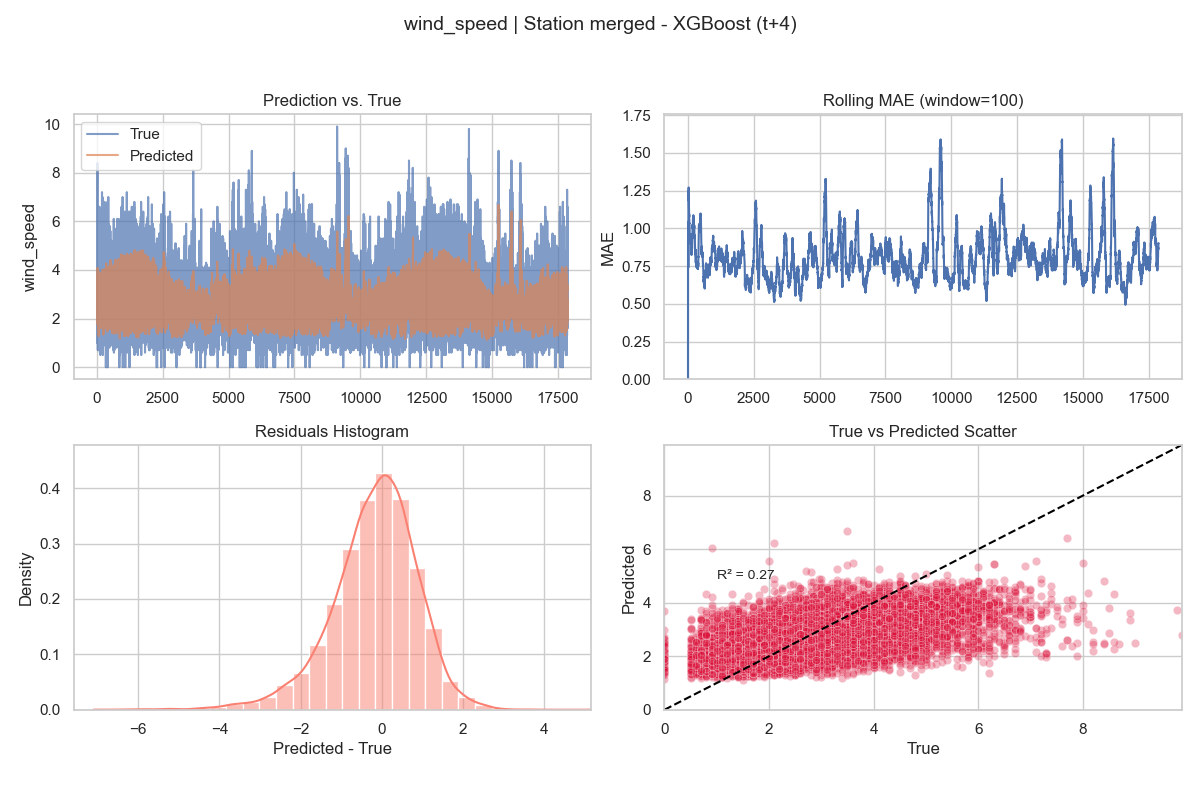 wind_speed | Station merged - XGBoost (t+4)
Prediction vs. True
True
Predicted
wind_speed
10
8
6
4
2
0
0 2500 5000 7500 10000 12500 15000 17500
Rolling MAE (window=100)
MAE
1.75
1.50
1.25
1.00
0.75
0.50
0.25
0.00
0 2500 5000 7500 10000 12500 15000 17500
Residuals Histogram
Density
0.4
0.3
0.2
0.1
0.0
−6 −4 −2 0 2 4
Predicted - True
True vs Predicted Scatter
Predicted
8
6
4
2
0
R² = 0.27
0 2 4 6 8
True